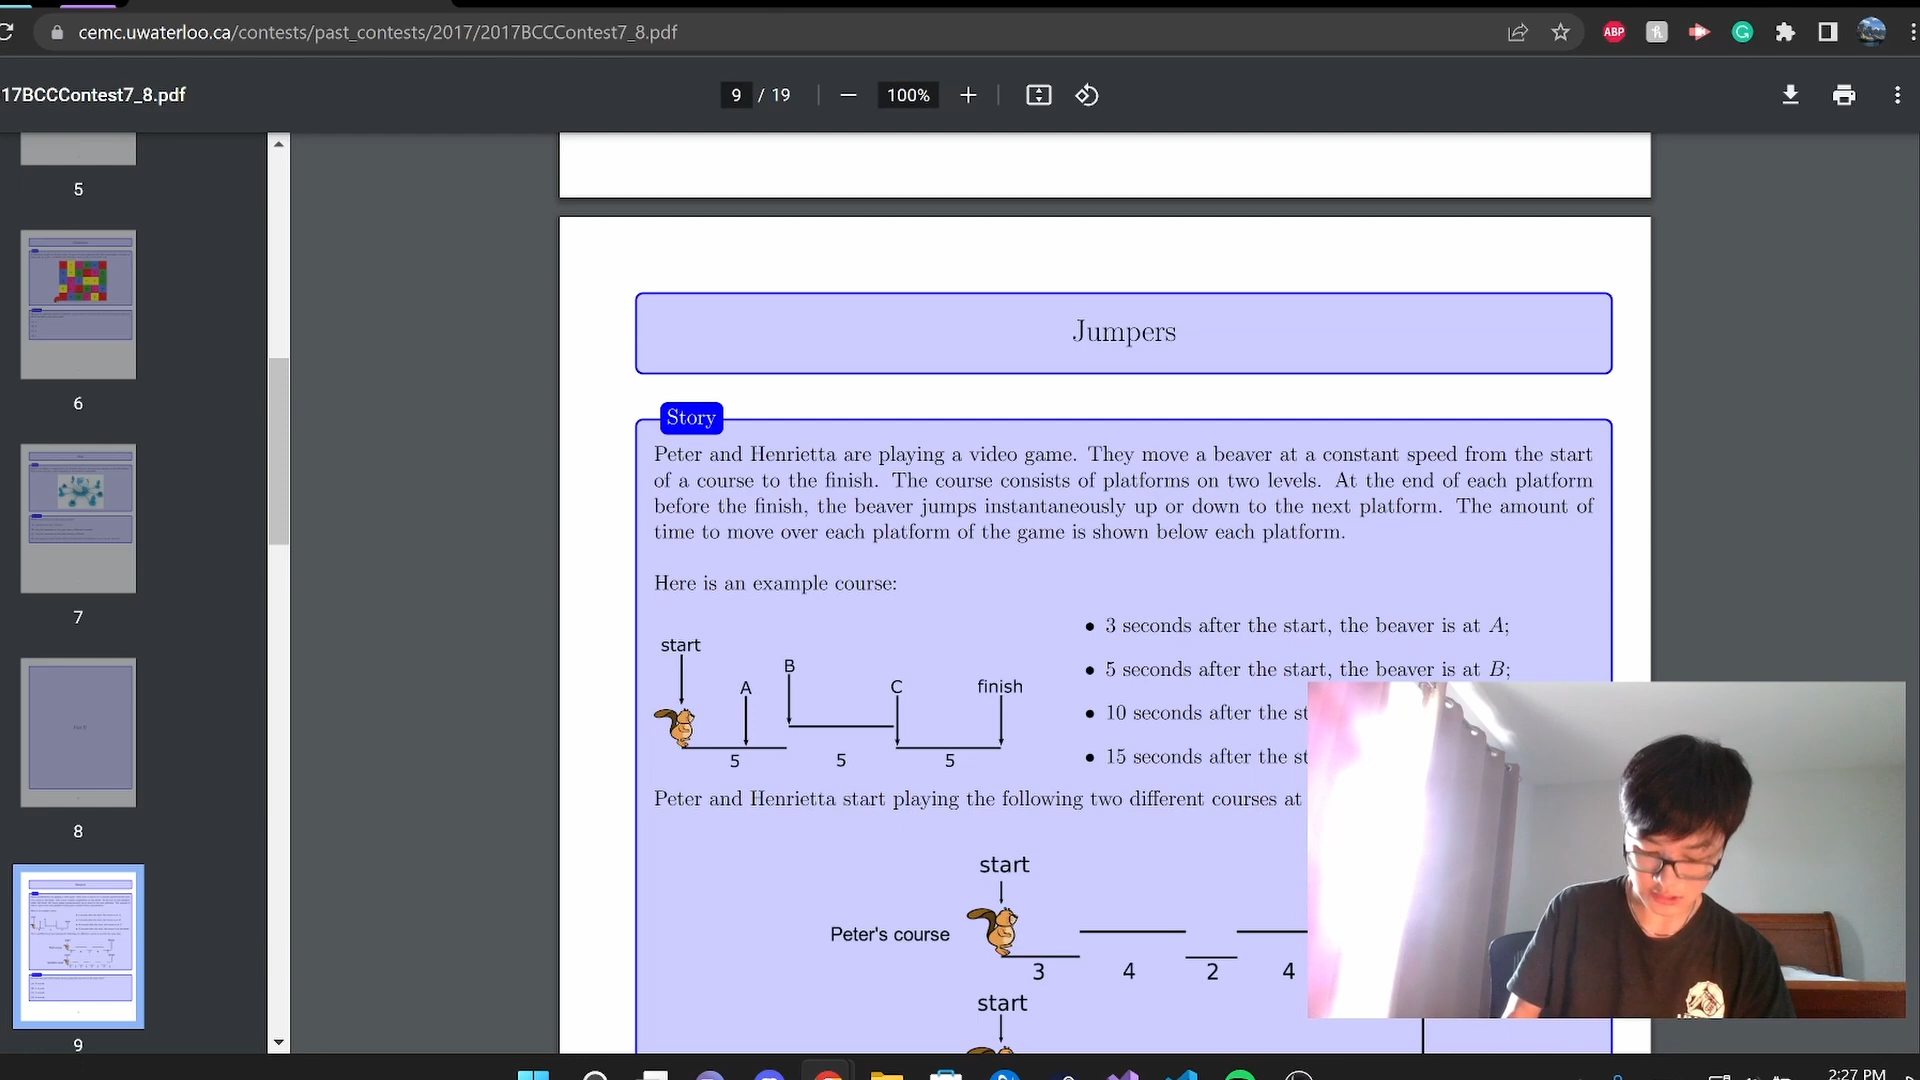 cemc.uwaterloo.ca/contests/past_contests/2017/2017BCCContest7_8.pdf
ABP
17BCCContest7_8.pdf
9 / 19
100%
5
6
7
8
9
Jumpers
Story
Peter and Henrietta are playing a video game. They move a beaver at a constant speed from the start
of a course to the finish. The course consists of platforms on two levels. At the end of each platform
before the finish, the beaver jumps instantaneously up or down to the next platform. The amount of
time to move over each platform of the game is shown below each platform.
Here is an example course:
start
A
B
C
finish
5
5
5
• 3 seconds after the start, the beaver is at A;
• 5 seconds after the start, the beaver is at B;
• 10 seconds after the st
• 15 seconds after the st
Peter and Henrietta start playing the following two different courses at
start
Peter's course
3
4
2
4
start
2:27 PM